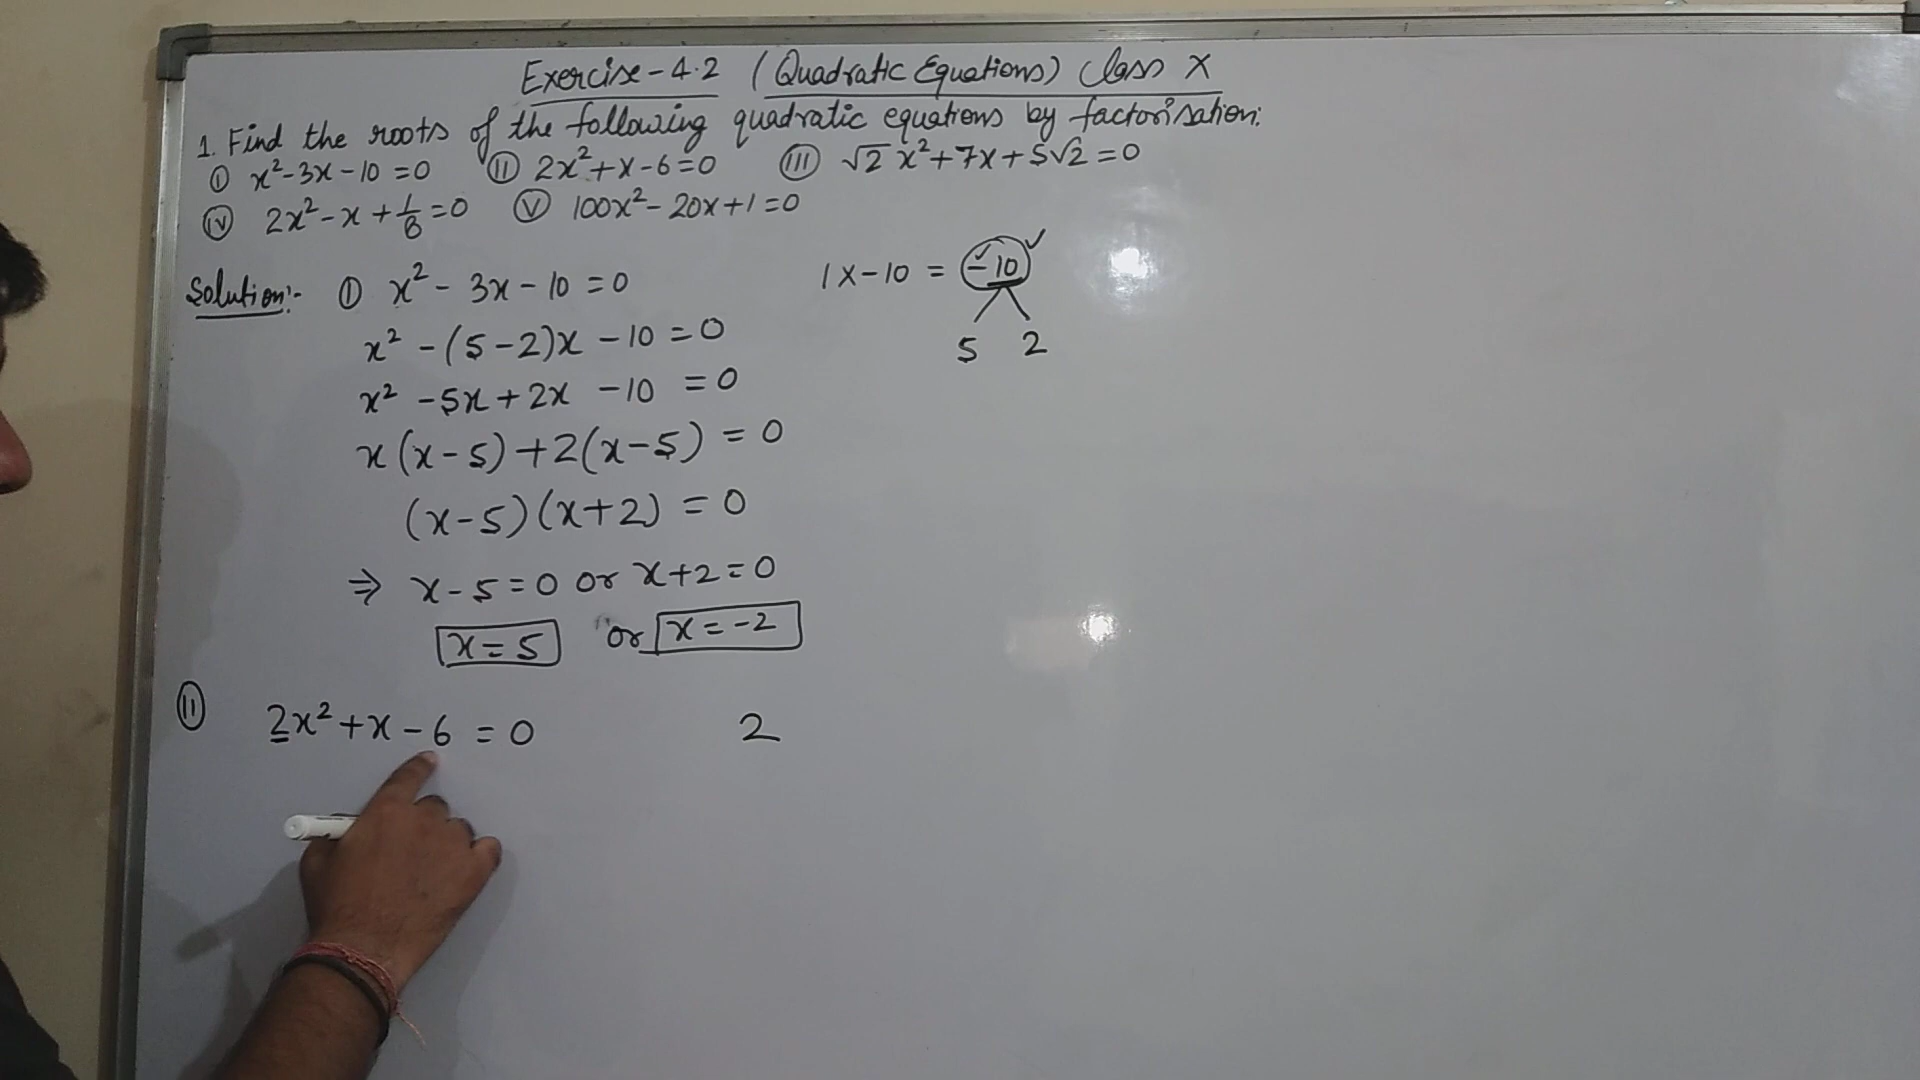 Exercise-4.2 (Quadratic Equations) Class X
1. Find the roots of the following quadratic equations by factorisation:
(i) x²-3x-10=0 (ii) 2x²+x-6=0 (iii) √2 x²+7x+5√2=0
(iv) 2x²-x+1/8=0 (v) 100x²-20x+1=0
Solution:- (i) x²-3x-10=0
1x-10 = -10
5 2
x²-(5-2)x-10=0
x²-5x+2x-10=0
x(x-5)+2(x-5)=0
(x-5)(x+2)=0
⇒ x-5=0 or x+2=0
x=5 or x=-2
(ii) 2x²+x-6=0 2